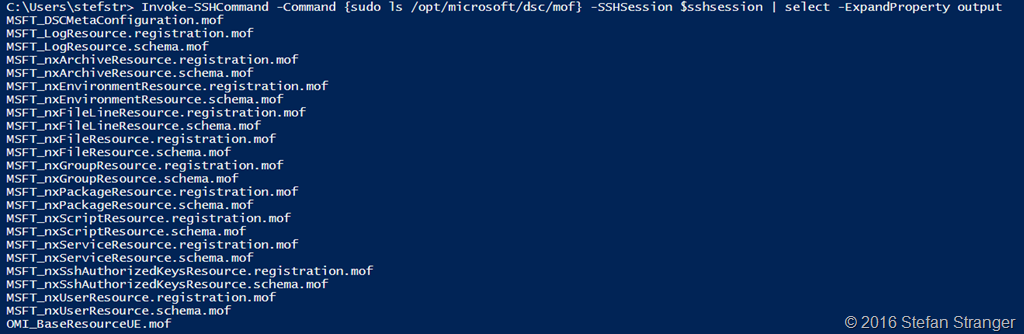 C:\Users\stefstr> Invoke-SSHCommand -Command {sudo ls /opt/microsoft/dsc/mof} -SSHSession $sshsession | select -ExpandProperty output
MSFT_DSCMetaConfiguration.mof
MSFT_LogResource.registration.mof
MSFT_LogResource.schema.mof
MSFT_nxArchiveResource.registration.mof
MSFT_nxArchiveResource.schema.mof
MSFT_nxEnvironmentResource.registration.mof
MSFT_nxEnvironmentResource.schema.mof
MSFT_nxFileLineResource.registration.mof
MSFT_nxFileLineResource.schema.mof
MSFT_nxFileResource.registration.mof
MSFT_nxFileResource.schema.mof
MSFT_nxGroupResource.registration.mof
MSFT_nxGroupResource.schema.mof
MSFT_nxPackageResource.registration.mof
MSFT_nxPackageResource.schema.mof
MSFT_nxScriptResource.registration.mof
MSFT_nxScriptResource.schema.mof
MSFT_nxServiceResource.registration.mof
MSFT_nxServiceResource.schema.mof
MSFT_nxSshAuthorizedKeysResource.registration.mof
MSFT_nxSshAuthorizedKeysResource.schema.mof
MSFT_nxUserResource.registration.mof
MSFT_nxUserResource.schema.mof
OMI_BaseResourceUE.mof
© 2016 Stefan Stranger